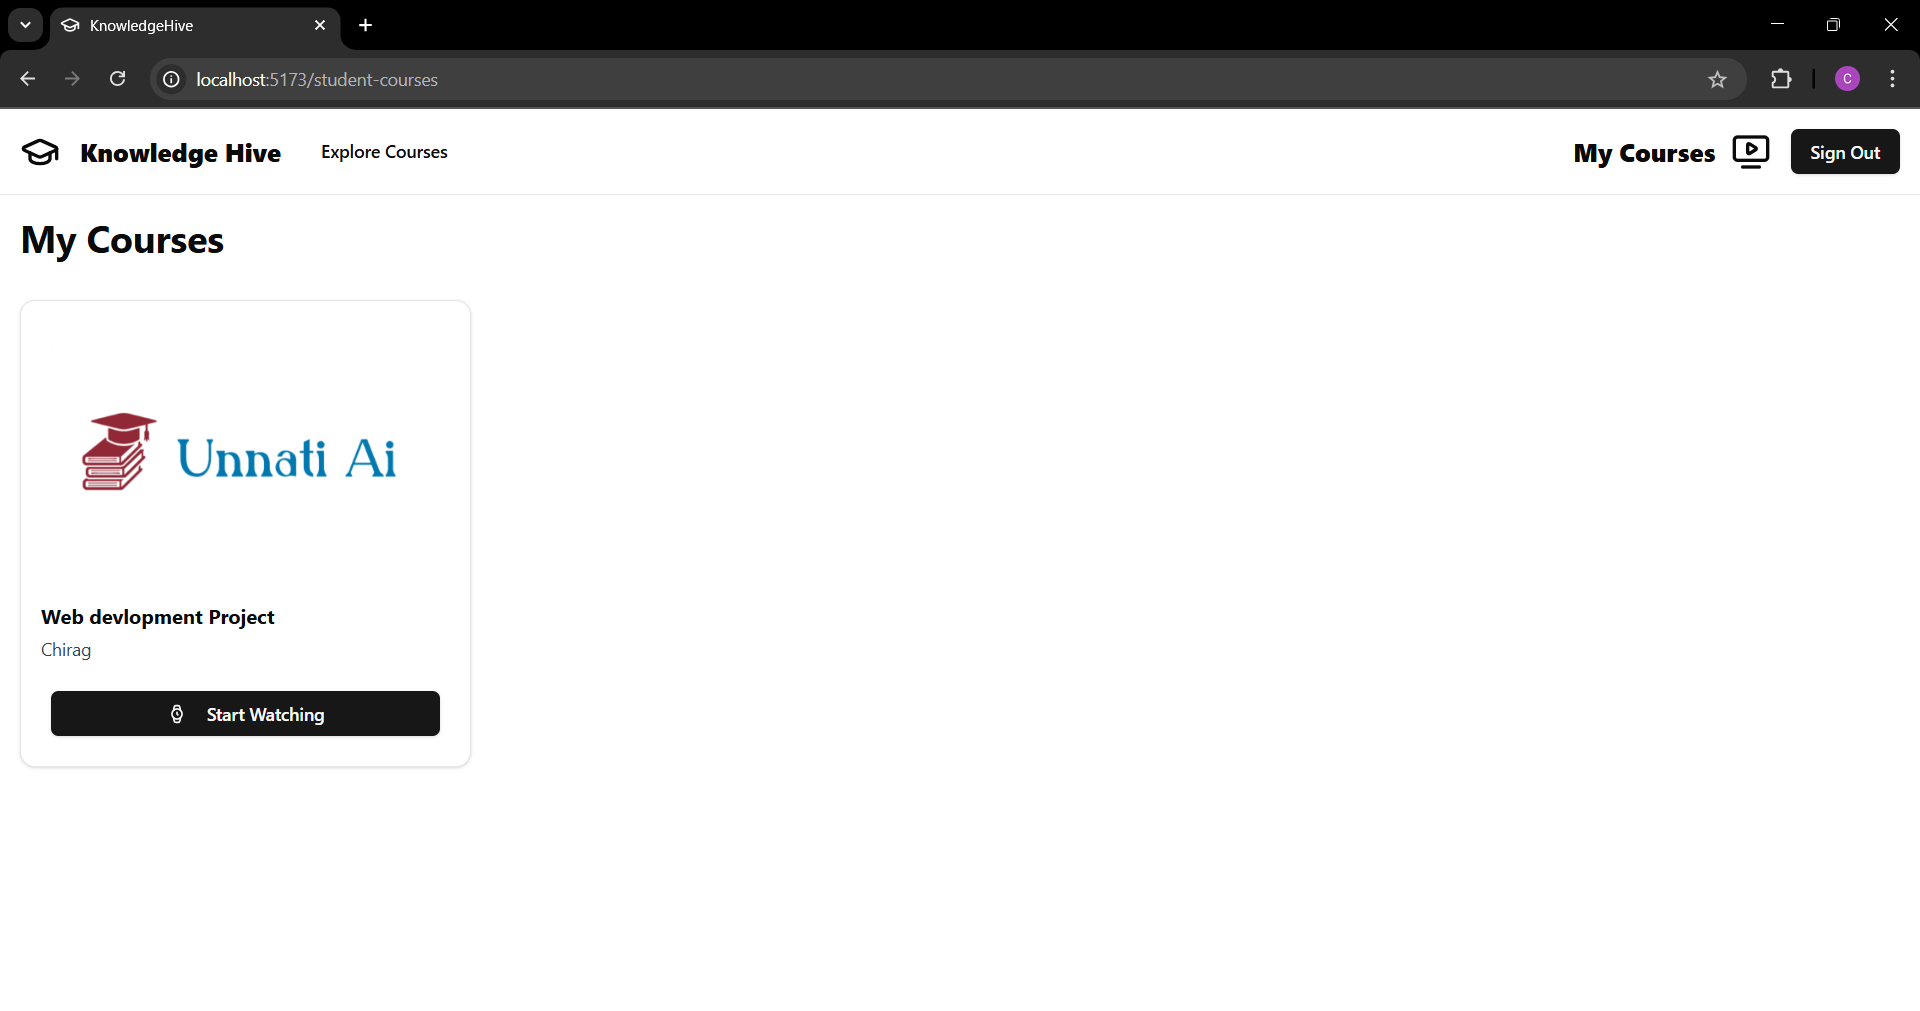 KnowledgeHive
localhost:5173/student-courses
C
Knowledge Hive
Explore Courses
My Courses
Sign Out
My Courses
Unnati Ai
Web devlopment Project
Chirag
Start Watching